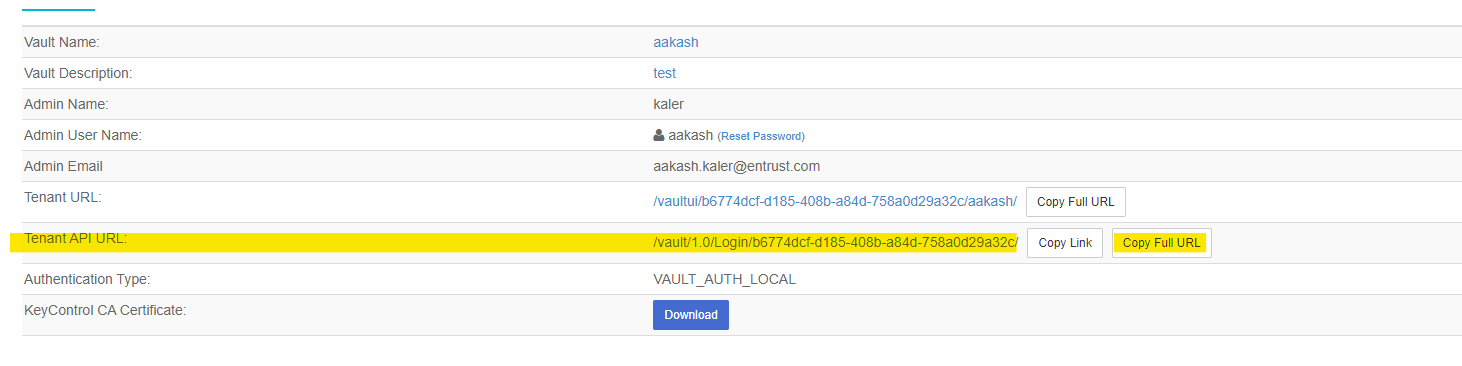 Vault Name: aakash
Vault Description: test
Admin Name: kaler
Admin User Name: aakash (Reset Password)
Admin Email aakash.kaler@entrust.com
Tenant URL: /vaultui/b6774dcf-d185-408b-a84d-758a0d29a32c/aakash/ Copy Full URL
Tenant API URL: /vault/1.0/Login/b6774dcf-d185-408b-a84d-758a0d29a32c/ Copy Link Copy Full URL
Authentication Type: VAULT_AUTH_LOCAL
KeyControl CA Certificate: Download